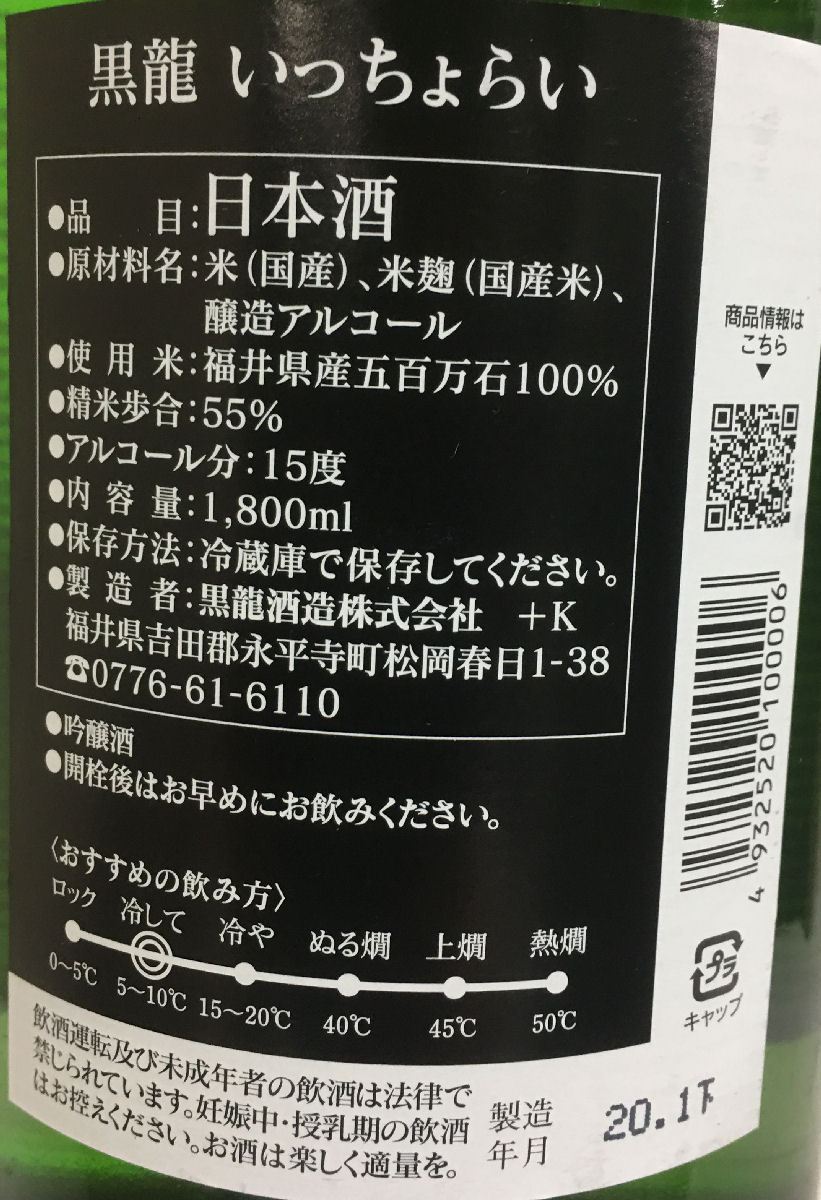 黒龍 いっちょらい
●品　目:日本酒
●原材料名:米(国産)、米麹(国産米)、
醸造アルコール
●使用米:福井県産五百万石100%
●精米歩合:55%
●アルコール分:15度
●内容量:1,800ml
●保存方法:冷蔵庫で保存してください。
●製造者:黒龍酒造株式会社　+K
福井県吉田郡永平寺町松岡春日1-38
☎0776-61-6110
●吟醸酒
●開栓後はお早めにお飲みください。
〈おすすめの飲み方〉
ロック 冷して 冷や ぬる燗 上燗 熱燗
0〜5℃ 5〜10℃ 15〜20℃ 40℃ 45℃ 50℃
飲酒運転及び未成年者の飲酒は法律で
禁じられています。妊娠中・授乳期の飲酒
はお控えください。お酒は楽しく適量を。
製造
年月
20.1下
商品情報は
こちら
▼
4 932520 100006
プラ
キャップ